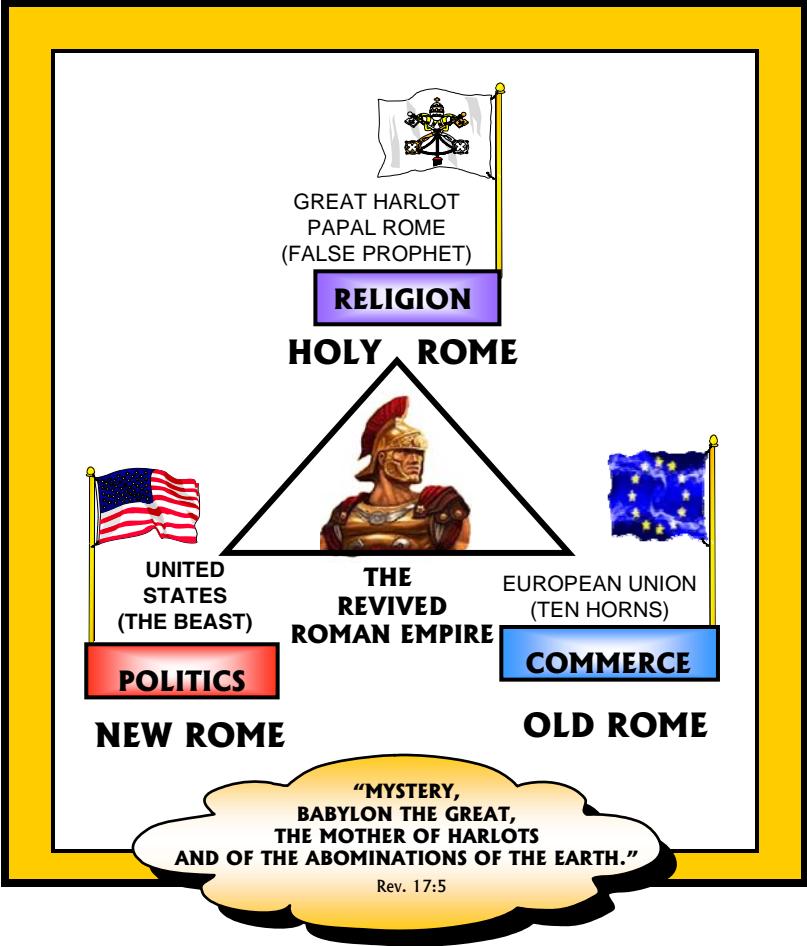 GREAT HARLOT
PAPAL ROME
(FALSE PROPHET)
RELIGION
HOLY ROME
UNITED
STATES
(THE BEAST)
POLITICS
NEW ROME
THE
REVIVED
ROMAN EMPIRE
EUROPEAN UNION
(TEN HORNS)
COMMERCE
OLD ROME
“MYSTERY,
BABYLON THE GREAT,
THE MOTHER OF HARLOTS
AND OF THE ABOMINATIONS OF THE EARTH.”
Rev. 17:5